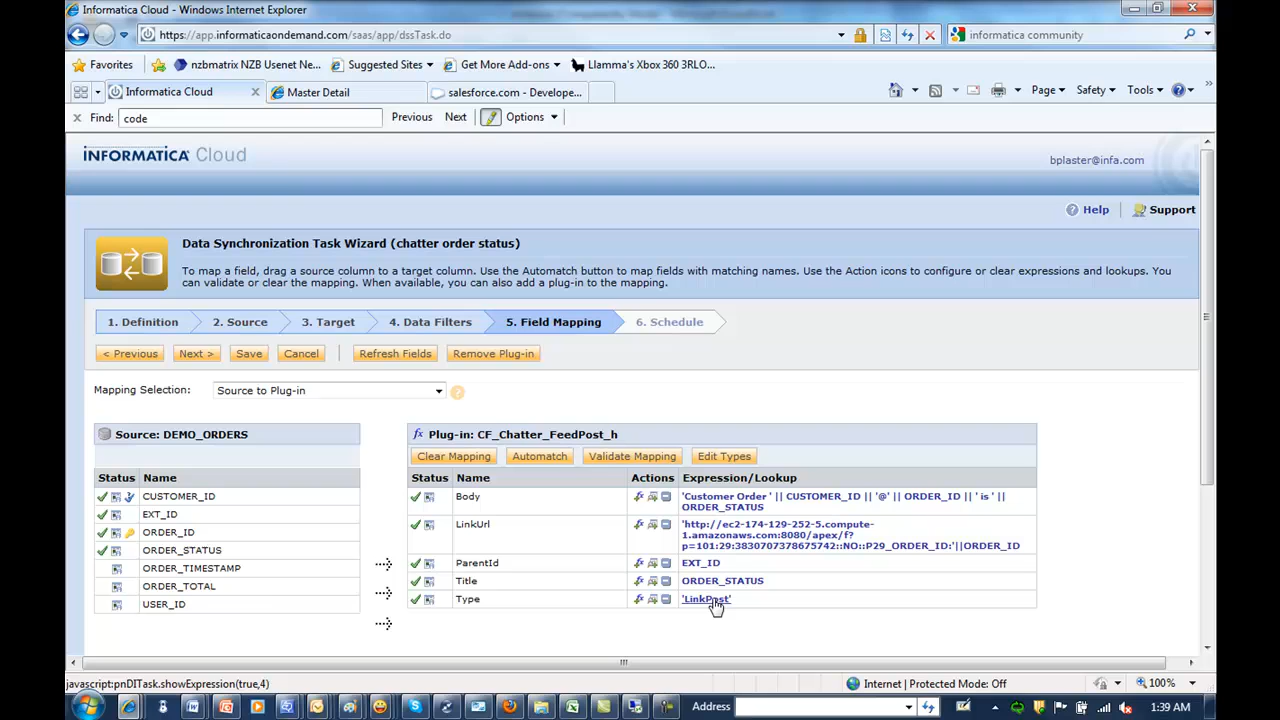 Informatica Cloud - Windows Internet Explorer
https://app.informaticaondemand.com/saas/app/dssTask.do
informatica community
Favorites
nzbmatrix NZB Usenet Ne...
Suggested Sites
Get More Add-ons
Llamma's Xbox 360 3RLO...
Informatica Cloud
Master Detail
salesforce.com - Develope...
Page
Safety
Tools
Find:
code
Previous
Next
Options
INFORMATICA Cloud
bplaster@infa.com
Help
Support
Data Synchronization Task Wizard (chatter order status)
To map a field, drag a source column to a target column. Use the Automatch button to map fields with matching names. Use the Action icons to configure or clear expressions and lookups. You
can validate or clear the mapping. When available, you can also add a plug-in to the mapping.
1. Definition
2. Source
3. Target
4. Data Filters
5. Field Mapping
6. Schedule
< Previous
Next >
Save
Cancel
Refresh Fields
Remove Plug-in
Mapping Selection:
Source to Plug-in
Source: DEMO_ORDERS
Status
Name
CUSTOMER_ID
EXT_ID
ORDER_ID
ORDER_STATUS
ORDER_TIMESTAMP
ORDER_TOTAL
USER_ID
Plug-in: CF_Chatter_FeedPost_h
Clear Mapping
Automatch
Validate Mapping
Edit Types
Status
Name
Actions
Expression/Lookup
Body
'Customer Order ' || CUSTOMER_ID || '@' || ORDER_ID || ' is ' ||
ORDER_STATUS
LinkUrl
'http://ec2-174-129-252-5.compute-
1.amazonaws.com:8080/apex/f?
p=101:29:3830707378675742::NO::P29_ORDER_ID:'||ORDER_ID
ParentId
EXT_ID
Title
ORDER_STATUS
Type
'LinkPost'
javascript:pnDITask.showExpression(true,4)
Internet | Protected Mode: Off
100%
Address
1:39 AM